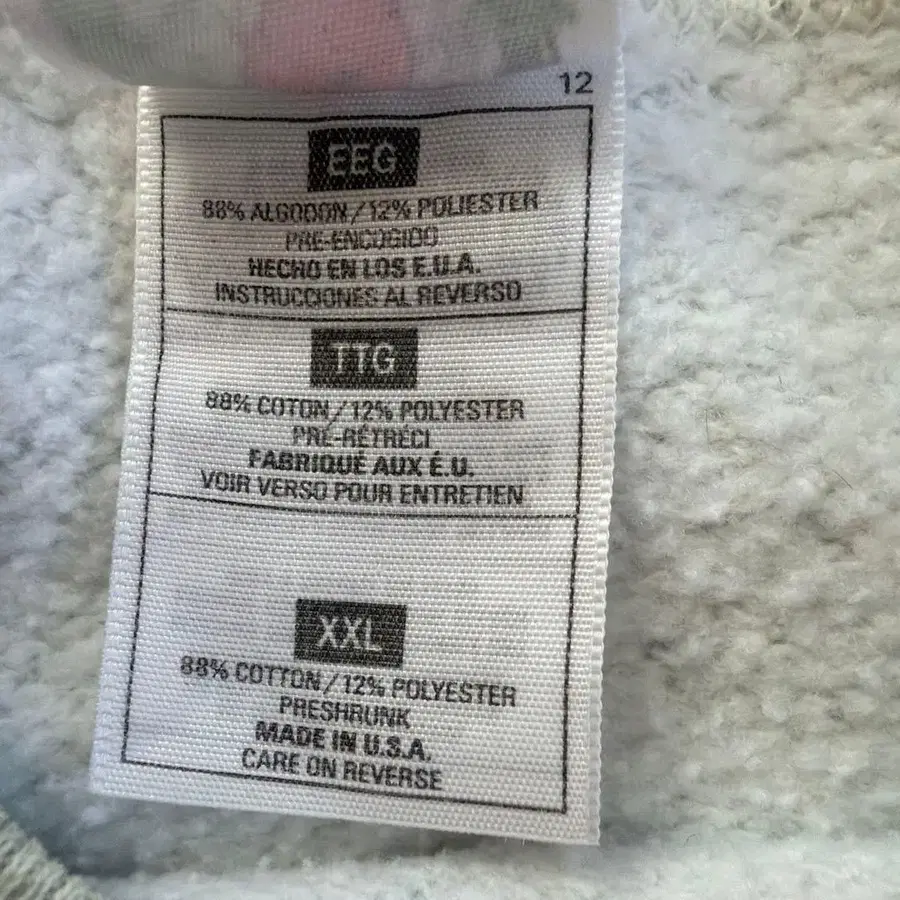 12
EEG
88% ALGODON/12% POLIESTER
PRE-ENCOGIDO
HECHO EN LOS E.U.A.
INSTRUCCIONES AL REVERSO
TTG
88% COTON/12% POLYESTER
PRÉ-RÉTRÉCI
FABRIQUÉ AUX É.U.
VOIR VERSO POUR ENTRETIEN
XXL
88% COTTON/12% POLYESTER
PRESHRUNK
MADE IN U.S.A.
CARE ON REVERSE